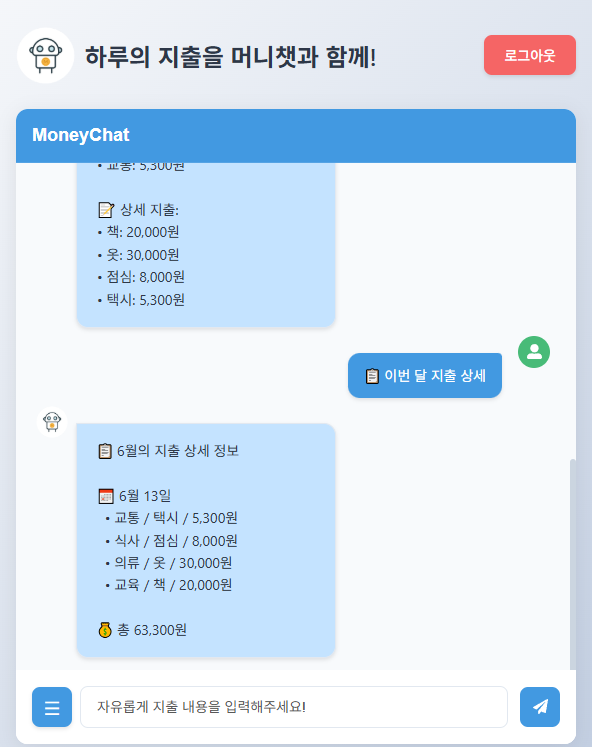 하루의 지출을 머니챗과 함께!
로그아웃
MoneyChat
• 교통: 5,300원
📝 상세 지출:
• 책: 20,000원
• 옷: 30,000원
• 점심: 8,000원
• 택시: 5,300원
📋 이번 달 지출 상세
📋 6월의 지출 상세 정보
📅 6월 13일
• 교통 / 택시 / 5,300원
• 식사 / 점심 / 8,000원
• 의류 / 옷 / 30,000원
• 교육 / 책 / 20,000원
💰 총 63,300원
자유롭게 지출 내용을 입력해주세요!